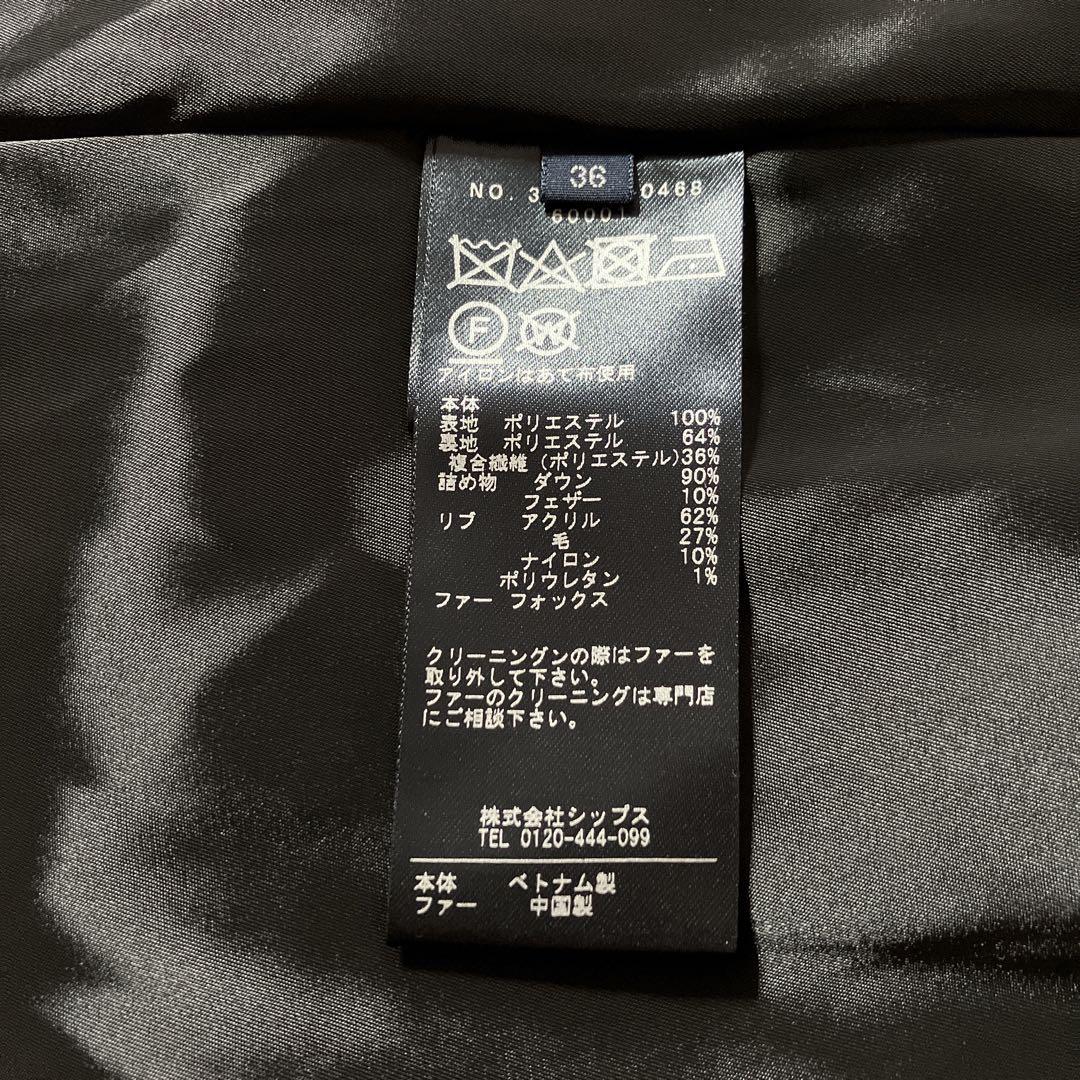 36
NO. 3 0468
60001
F
W
アイロンはあて布使用
本体
表地 ポリエステル 100%
裏地 ポリエステル 64%
複合繊維 (ポリエステル)36%
詰め物 ダウン 90%
フェザー 10%
リブ アクリル 62%
毛 27%
ナイロン 10%
ポリウレタン 1%
ファー フォックス
クリーニングンの際はファーを
取り外して下さい。
ファーのクリーニングは専門店
にご相談下さい。
株式会社シップス
TEL 0120-444-099
本体 ベトナム製
ファー 中国製